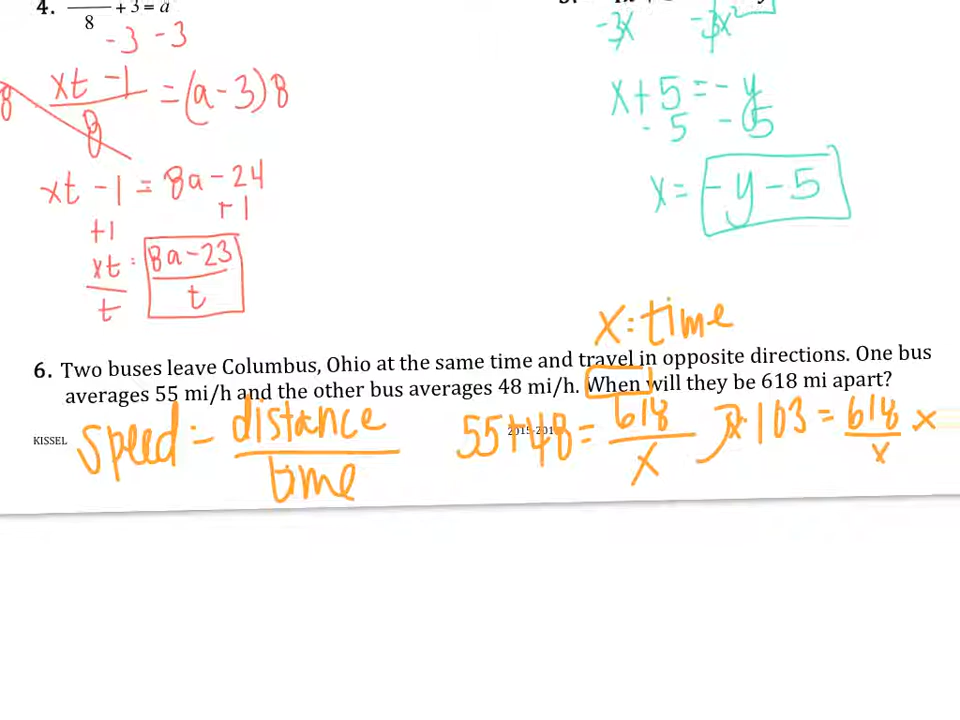 4. 8 + 3 = a
-3 -3
8 xt - 1 / 8 = (a - 3) 8
xt - 1 = 8a - 24
+1 +1
xt / t = 8a - 23 / t
-3x -3x²
x + 5 = -y
-5 -5
x = -y - 5
x = time
6. Two buses leave Columbus, Ohio at the same time and travel in opposite directions. One bus
averages 55 mi/h and the other bus averages 48 mi/h. When will they be 618 mi apart?
KISSEL
speed = distance / time
55 + 48 = 618 / x
x · 103 = 618 / x x